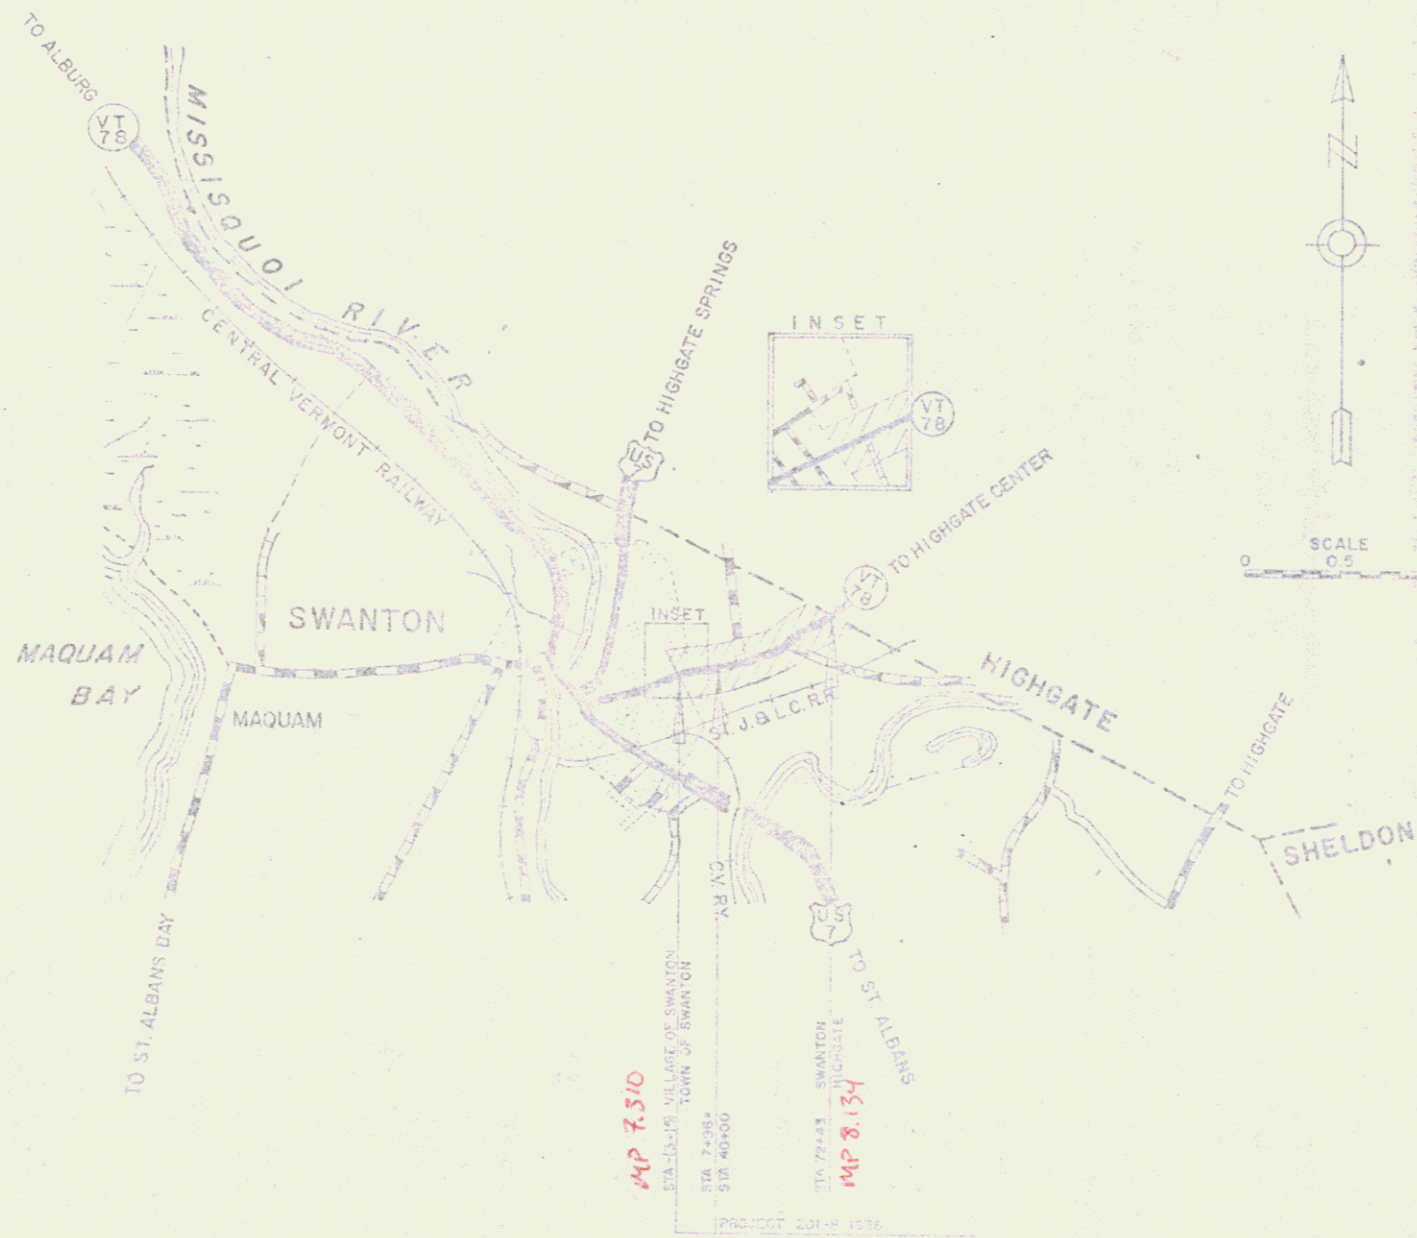 TO ALBURG
VT
78
MISSISQUOI RIVER
CENTRAL VERMONT RAILWAY
TO HIGHGATE SPRINGS
US
7
INSET
VT
78
TO HIGHGATE CENTER
VT
78
N
SCALE
0 0.5
SWANTON
INSET
MAQUAM
BAY
MAQUAM
HIGHGATE
ST. J. & L.C. R.R.
TO HIGHGATE
SHELDON
C.V. RY
US
7
TO ST. ALBANS
TO ST. ALBANS BAY
VILLAGE OF SWANTON
TOWN OF SWANTON
MP 7.310
STA 7+36=
STA 40+00
SWANTON
HIGHGATE
STA 72+43
MP 8.134
PROJECT 201-A 1936